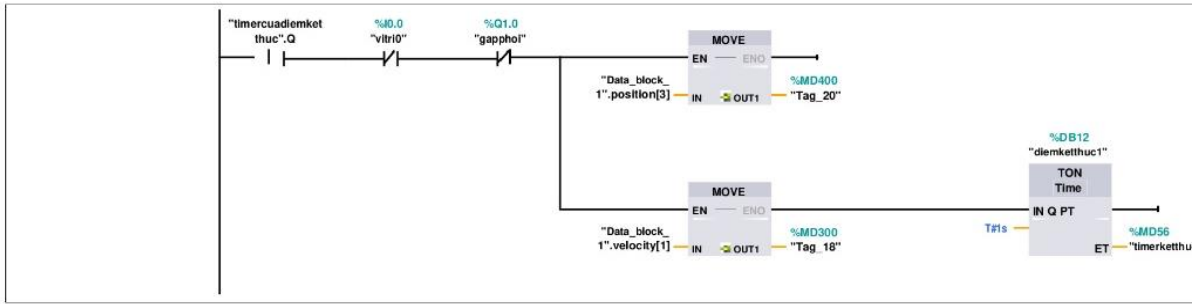 "timercuadiemket
thuc".Q
%I0.0
"vitri0"
%Q1.0
"gapphoi"
MOVE
EN ENO
"Data_block_
1".position[3]
IN OUT1
%MD400
"Tag_20"
%DB12
"diemketthuc1"
TON
Time
MOVE
EN ENO
IN Q PT
"Data_block_
1".velocity[1]
IN OUT1
%MD300
"Tag_18"
T#1s
ET
%MD56
"timerketthu